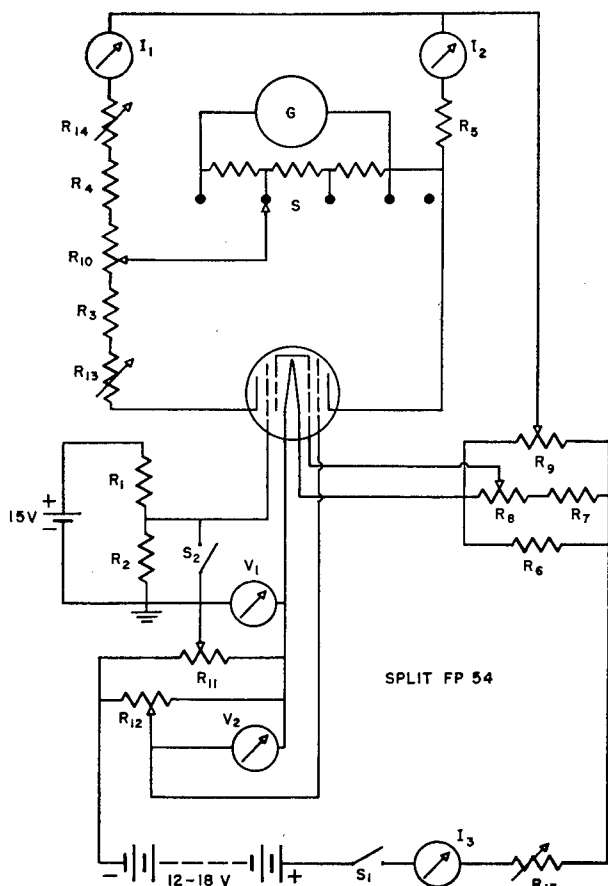 I1
I2
G
R14
R5
R4
S
R10
R3
R13
R9
R1
+
15V
-
R8
R7
R2
S2
R6
V1
R11
SPLIT FP 54
R12
V2
I3
-
12-18 V
+
S1